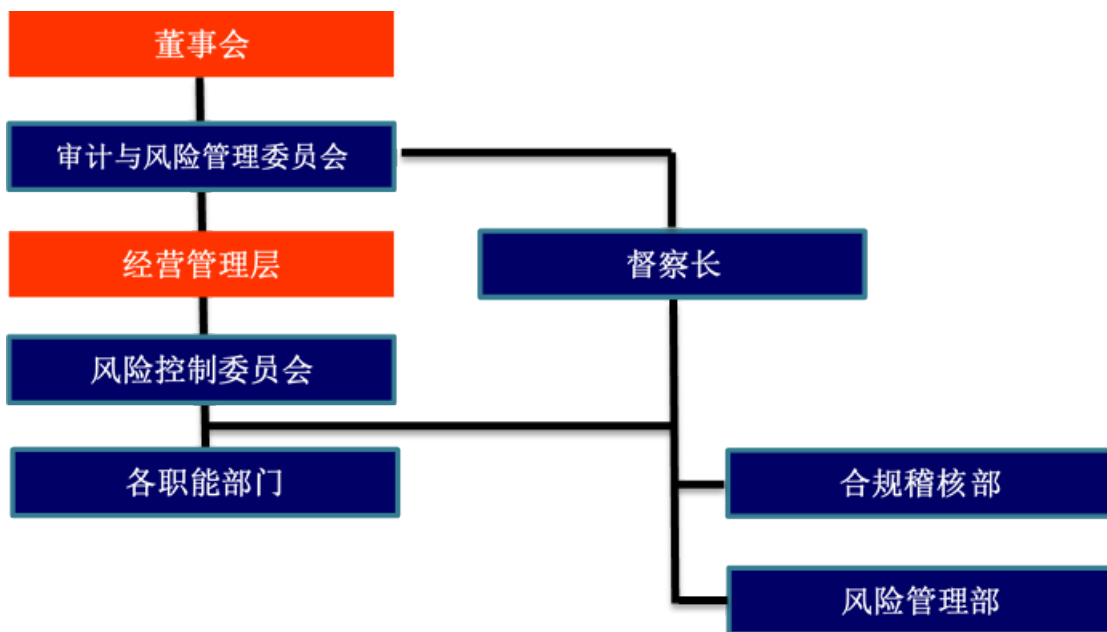 董事会
审计与风险管理委员会
经营管理层
督察长
风险控制委员会
各职能部门
合规稽核部
风险管理部